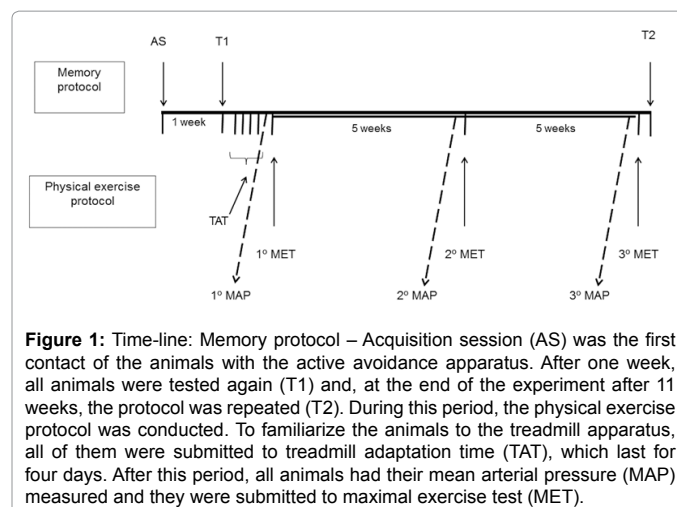 AS
T1
T2
Memory
protocol
1 week
5 weeks
5 weeks
Physical exercise
protocol
TAT
1º MET
2º MET
3º MET
1º MAP
2º MAP
3º MAP
Figure 1: Time-line: Memory protocol – Acquisition session (AS) was the first
contact of the animals with the active avoidance apparatus. After one week,
all animals were tested again (T1) and, at the end of the experiment after 11
weeks, the protocol was repeated (T2). During this period, the physical exercise
protocol was conducted. To familiarize the animals to the treadmill apparatus,
all of them were submitted to treadmill adaptation time (TAT), which last for
four days. After this period, all animals had their mean arterial pressure (MAP)
measured and they were submitted to maximal exercise test (MET).